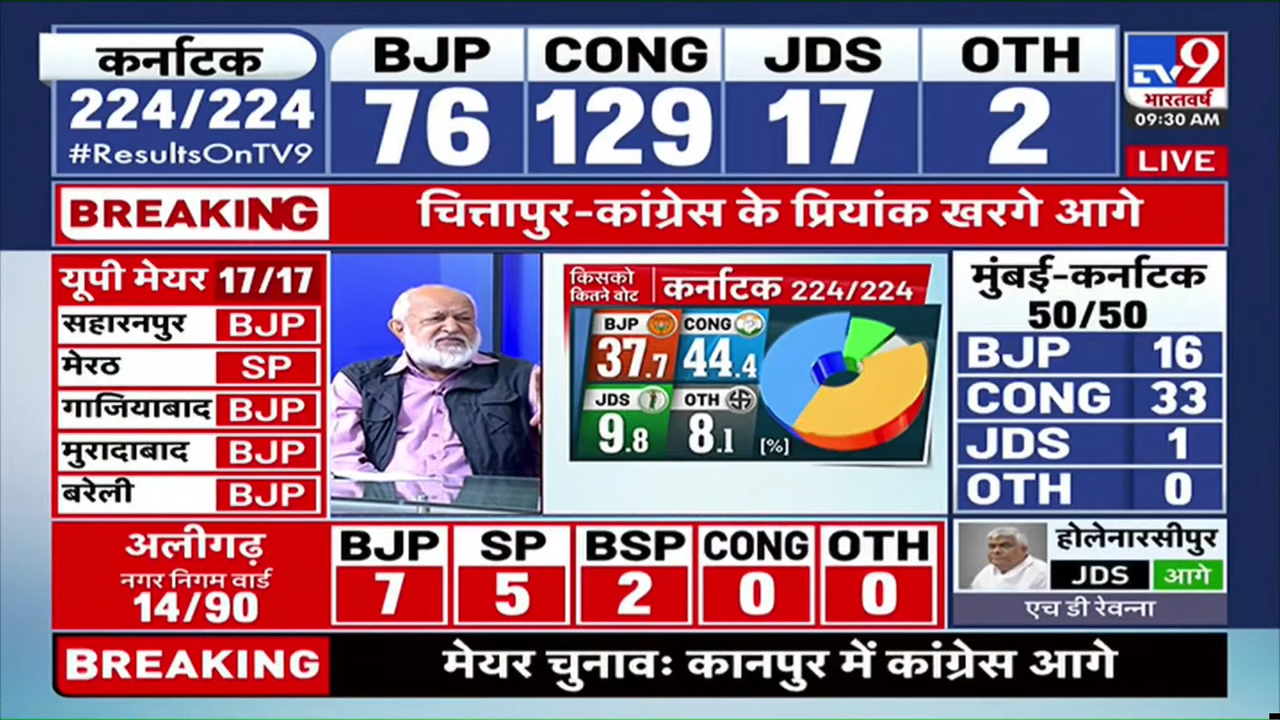 कर्नाटक
224/224
#ResultsOnTV9
BJP CONG JDS OTH
76 129 17 2
TV9
भारतवर्ष
09:30 AM
LIVE
BREAKING
चित्तापुर-कांग्रेस के प्रियांक खरगे आगे
यूपी मेयर 17/17
सहारनपुर BJP
मेरठ SP
गाजियाबाद BJP
मुरादाबाद BJP
बरेली BJP
किसको
कितने वोट
कर्नाटक 224/224
BJP CONG
37.7 44.4
JDS OTH
9.8 8.1
[%]
मुंबई-कर्नाटक
50/50
BJP 16
CONG 33
JDS 1
OTH 0
अलीगढ़
नगर निगम वार्ड
14/90
BJP SP BSP CONG OTH
7 5 2 0 0
होलेनारसीपुर
JDS आगे
एच डी रेवन्ना
BREAKING
मेयर चुनावः कानपुर में कांग्रेस आगे